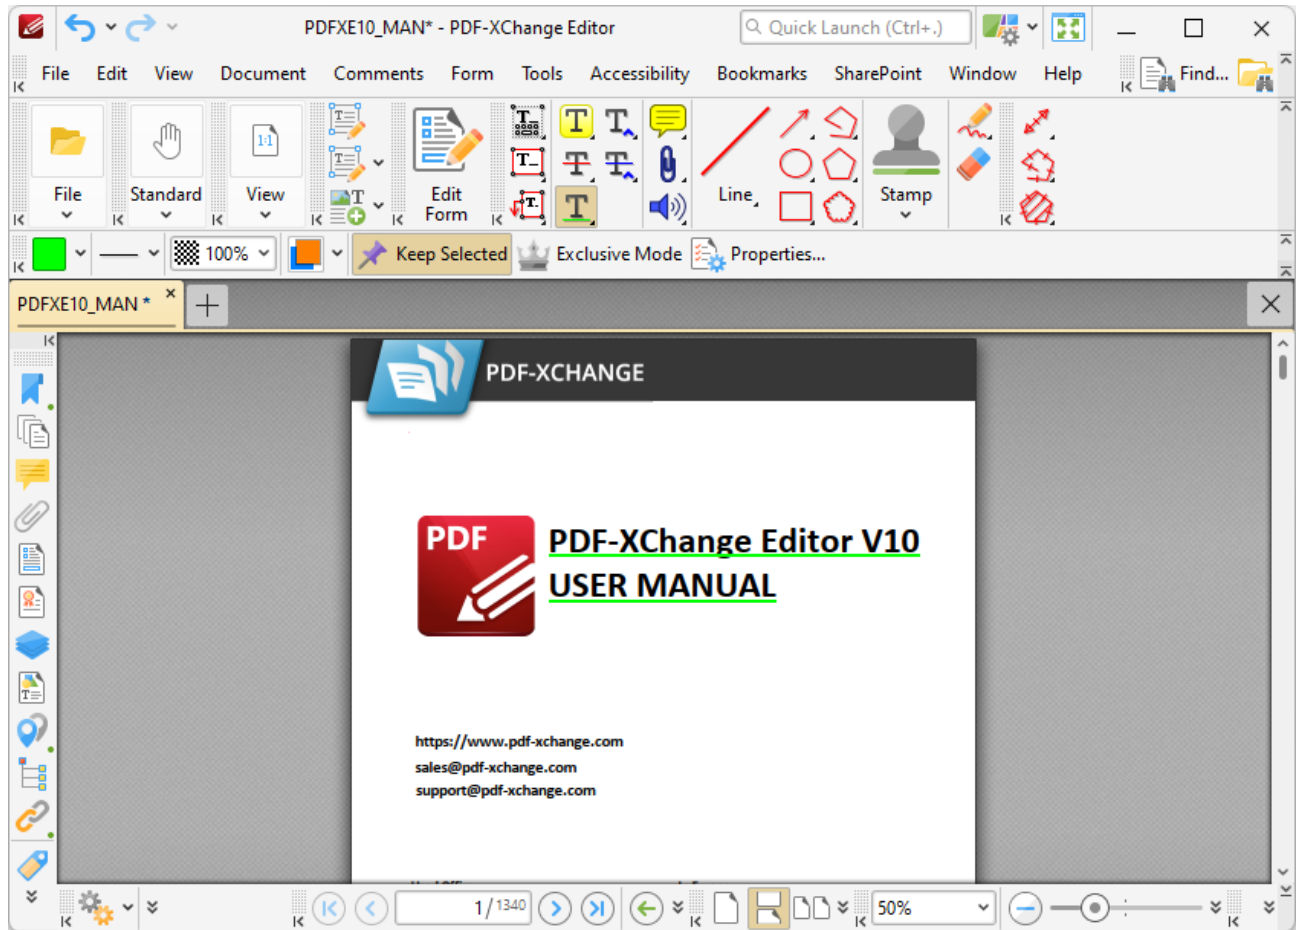 PDFXE10_MAN* - PDF-XChange Editor
Quick Launch (Ctrl+.)
File Edit View Document Comments Form Tools Accessibility Bookmarks SharePoint Window Help Find...
1:1
File Standard View Edit Form Line Stamp
100% Keep Selected Exclusive Mode Properties...
PDFXE10_MAN *
PDF-XCHANGE
PDF
PDF-XChange Editor V10
USER MANUAL
https://www.pdf-xchange.com
sales@pdf-xchange.com
support@pdf-xchange.com
1/1340 50%